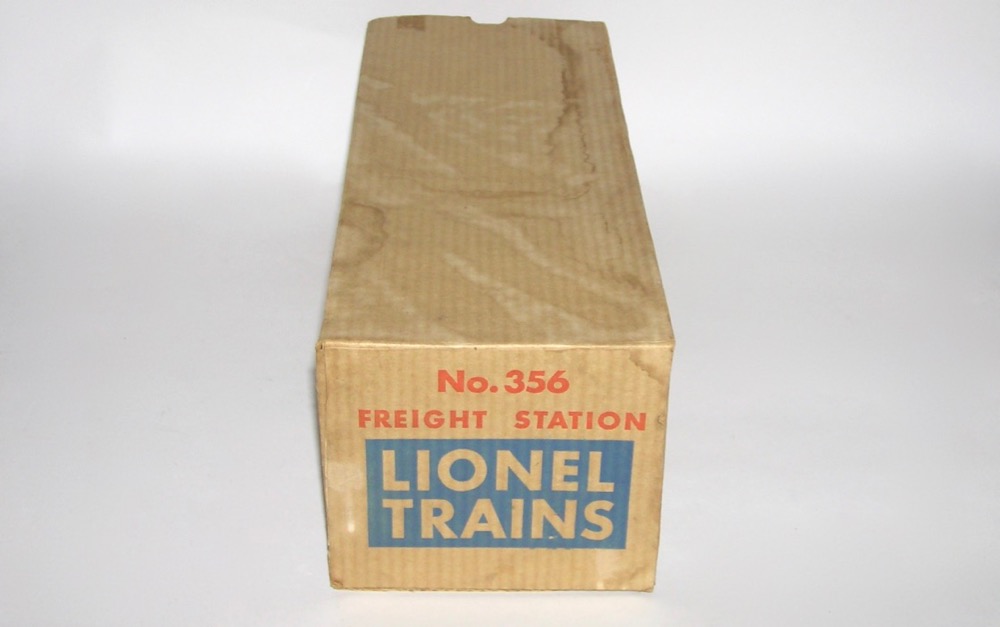 No. 356
FREIGHT STATION
LIONEL
TRAINS